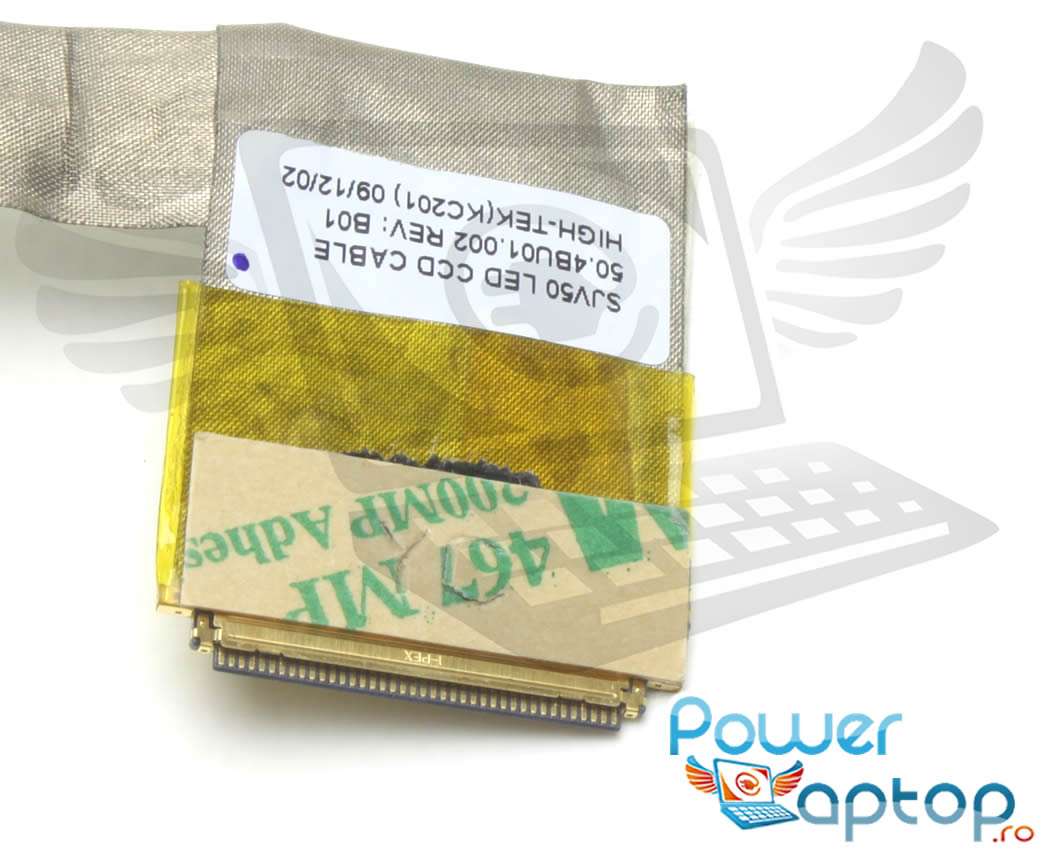 SJV50 LED CCD CABLE
50.4BU01.002 REV: B01
HIGH-TEK(KC201) 09/12/02
200MP Adhes
467 MP
I-PEX
Power
Laptop.ro